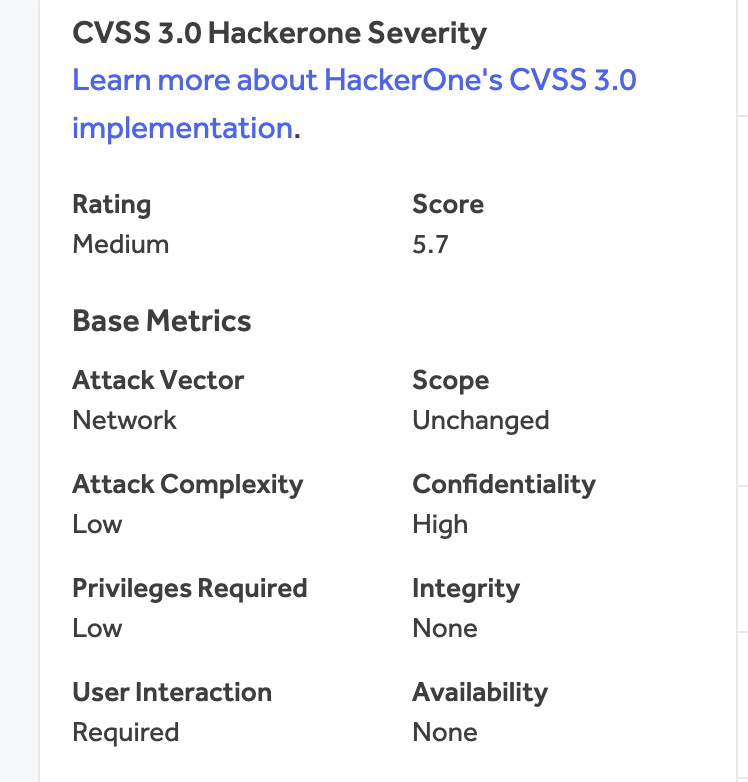 CVSS 3.0 Hackerone Severity
Learn more about HackerOne's CVSS 3.0
implementation.
Rating
Score
Medium
5.7
Base Metrics
Attack Vector
Scope
Network
Unchanged
Attack Complexity
Confidentiality
Low
High
Privileges Required
Integrity
Low
None
User Interaction
Availability
Required
None